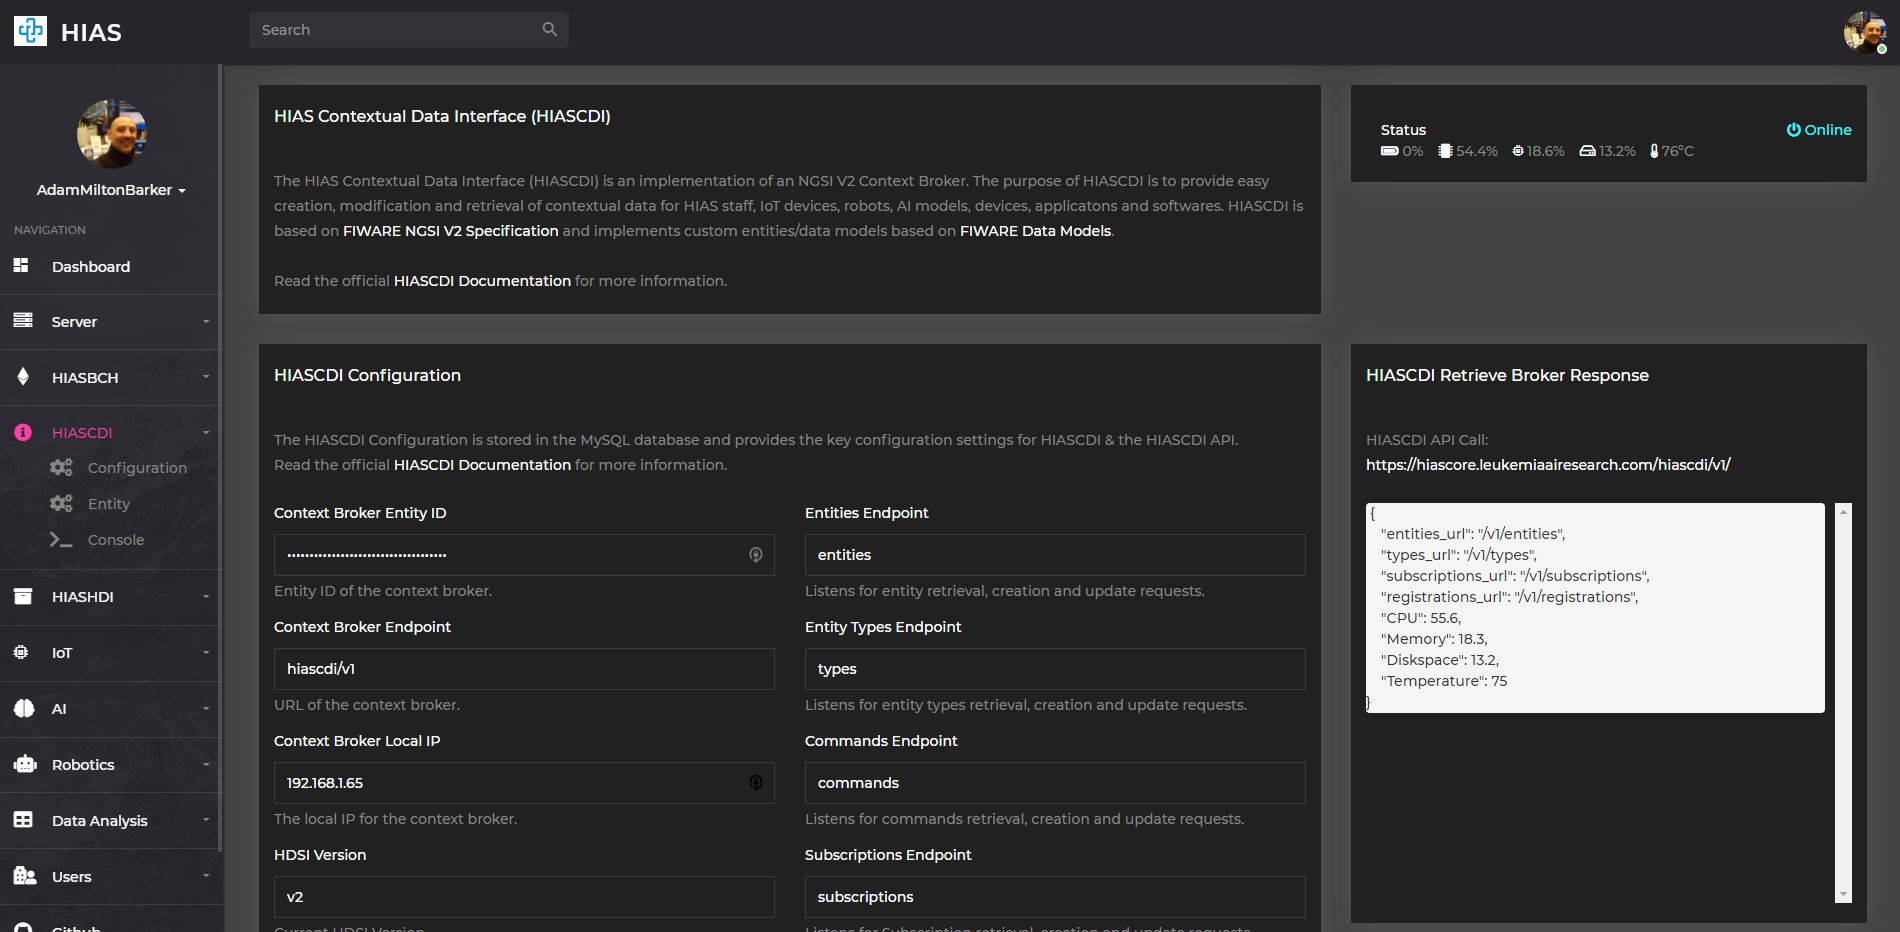 HIAS
Search
AdamMiltonBarker
NAVIGATION
Dashboard
Server
HIASBCH
HIASCDI
Configuration
Entity
Console
HIASHDI
IoT
AI
Robotics
Data Analysis
Users
Github
HIAS Contextual Data Interface (HIASCDI)
The HIAS Contextual Data Interface (HIASCDI) is an implementation of an NGSI V2 Context Broker. The purpose of HIASCDI is to provide easy
creation, modification and retrieval of contextual data for HIAS staff, IoT devices, robots, AI models, devices, applicatons and softwares. HIASCDI is
based on FIWARE NGSI V2 Specification and implements custom entities/data models based on FIWARE Data Models.
Read the official HIASCDI Documentation for more information.
Status
Online
0% 54.4% 18.6% 13.2% 76°C
HIASCDI Configuration
The HIASCDI Configuration is stored in the MySQL database and provides the key configuration settings for HIASCDI & the HIASCDI API.
Read the official HIASCDI Documentation for more information.
Context Broker Entity ID
Entity ID of the context broker.
Context Broker Endpoint
hiascdi/v1
URL of the context broker.
Context Broker Local IP
192.168.1.65
The local IP for the context broker.
HDSI Version
v2
Current HDSI Version
Entities Endpoint
entities
Listens for entity retrieval, creation and update requests.
Entity Types Endpoint
types
Listens for entity types retrieval, creation and update requests.
Commands Endpoint
commands
Listens for commands retrieval, creation and update requests.
Subscriptions Endpoint
subscriptions
Listens for Subscription retrieval, creation and update requests.
HIASCDI Retrieve Broker Response
HIASCDI API Call:
https://hiascore.leukemiaairesearch.com/hiascdi/v1/
{
"entities_url": "/v1/entities",
"types_url": "/v1/types",
"subscriptions_url": "/v1/subscriptions",
"registrations_url": "/v1/registrations",
"CPU": 55.6,
"Memory": 18.3,
"Diskspace": 13.2,
"Temperature": 75
}